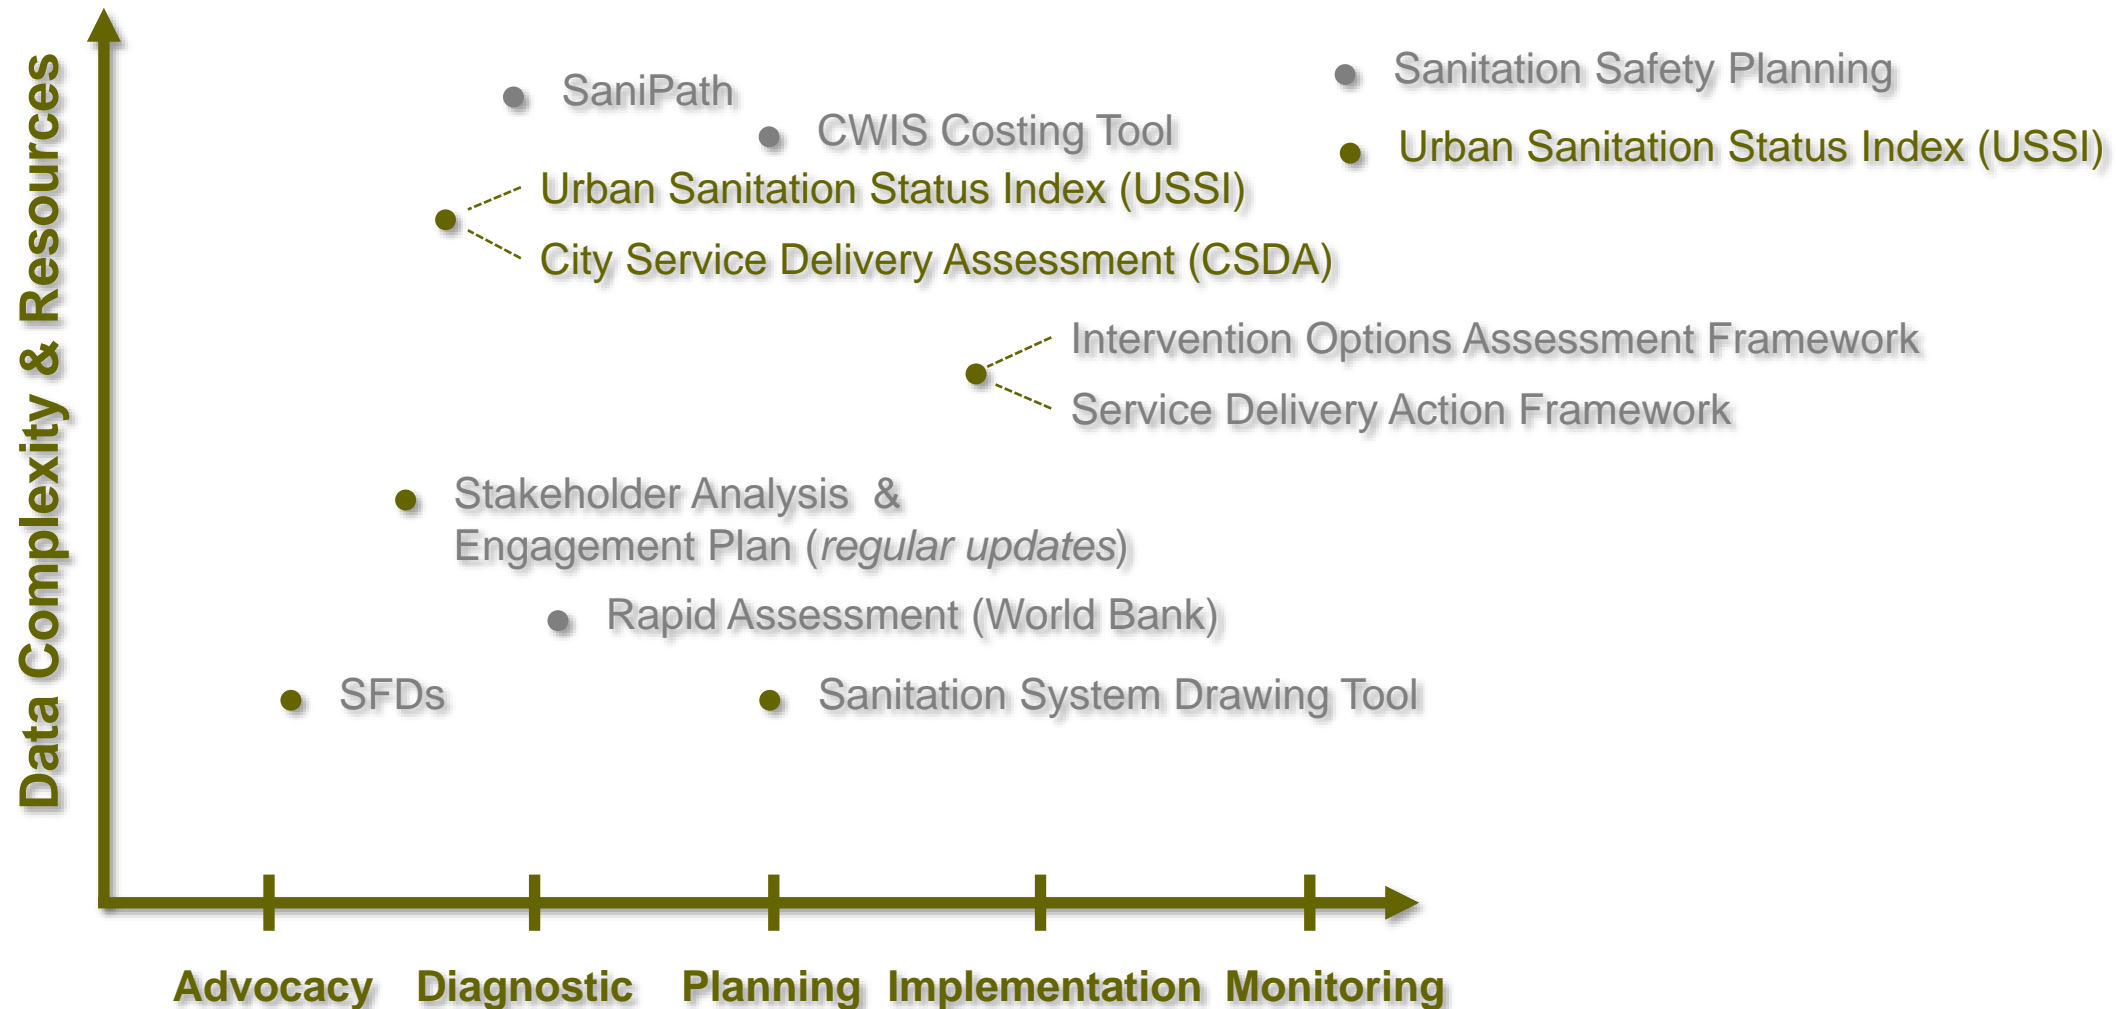 Data Complexity & Resources
SaniPath
Sanitation Safety Planning
CWIS Costing Tool
Urban Sanitation Status Index (USSI)
Urban Sanitation Status Index (USSI)
City Service Delivery Assessment (CSDA)
Intervention Options Assessment Framework
Service Delivery Action Framework
Stakeholder Analysis &
Engagement Plan (regular updates)
Rapid Assessment (World Bank)
SFDs
Sanitation System Drawing Tool
Advocacy Diagnostic Planning Implementation Monitoring